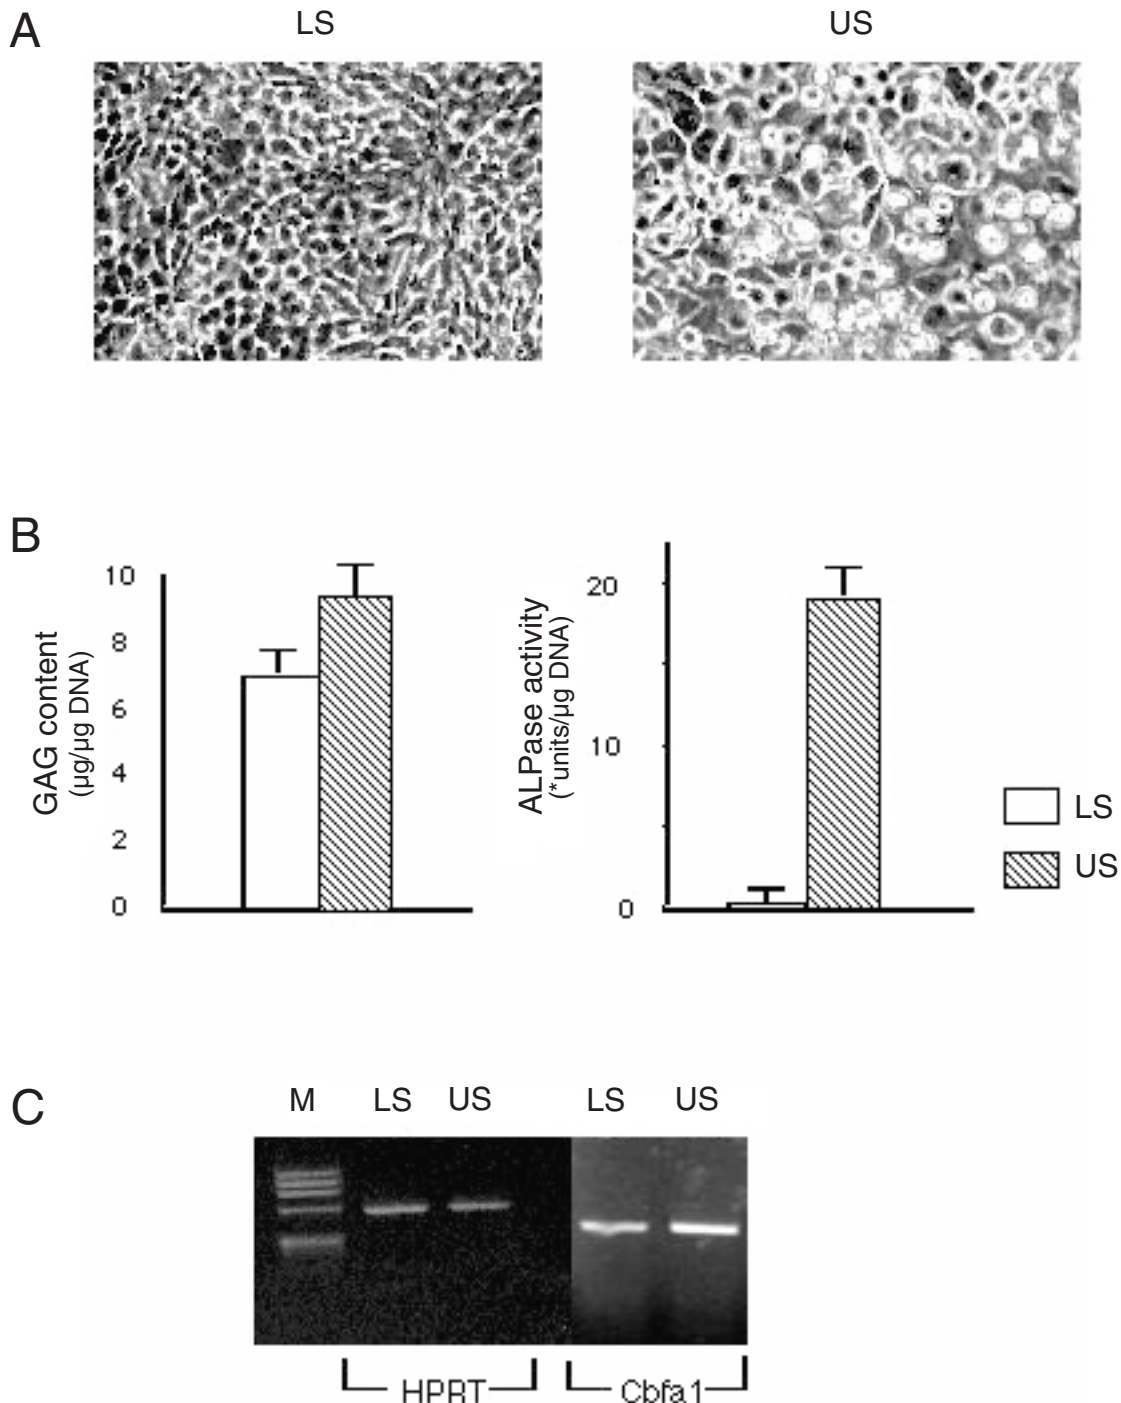 A
LS
US
B
GAG content
(µg/µg DNA)
10
8
6
4
2
0
ALPase activity
(*units/µg DNA)
20
10
0
LS
US
C
M LS US LS US
HPRT Cbfa1